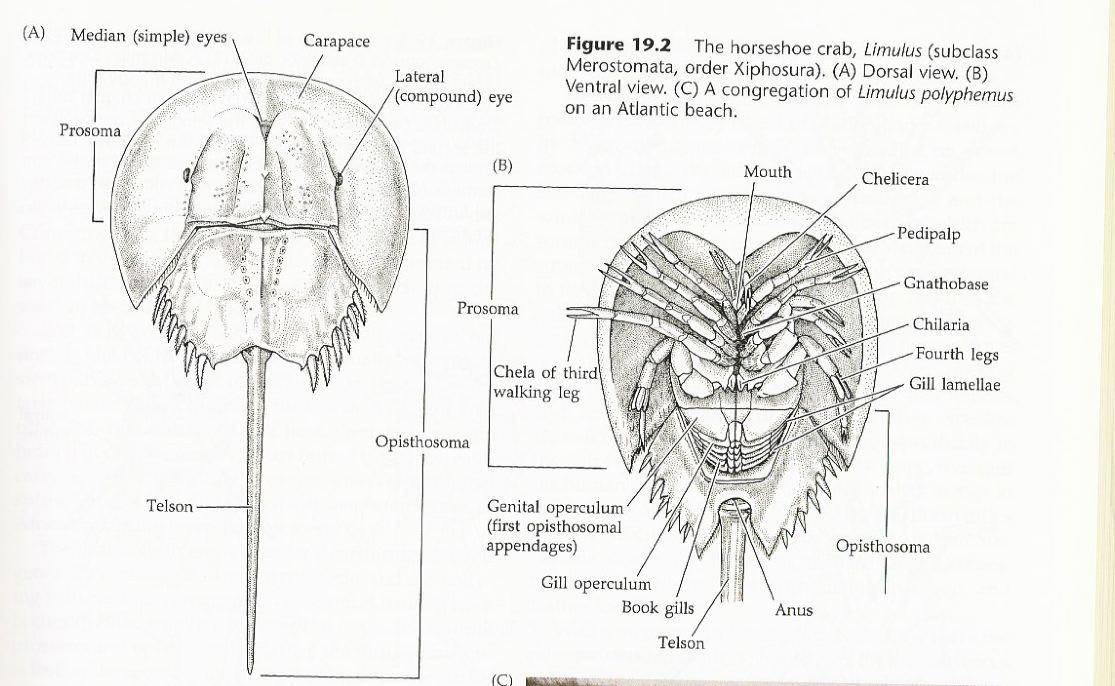 (A)
Median (simple) eyes
Carapace
Lateral
(compound) eye
Prosoma
Opisthosoma
Telson
Figure 19.2 The horseshoe crab, Limulus (subclass
Merostomata, order Xiphosura). (A) Dorsal view. (B)
Ventral view. (C) A congregation of Limulus polyphemus
on an Atlantic beach.
(B)
Mouth
Chelicera
Pedipalp
Gnathobase
Prosoma
Chilaria
Fourth legs
Chela of third
walking leg
Gill lamellae
Genital operculum
(first opisthosomal
appendages)
Opisthosoma
Gill operculum
Book gills
Anus
Telson
(C)